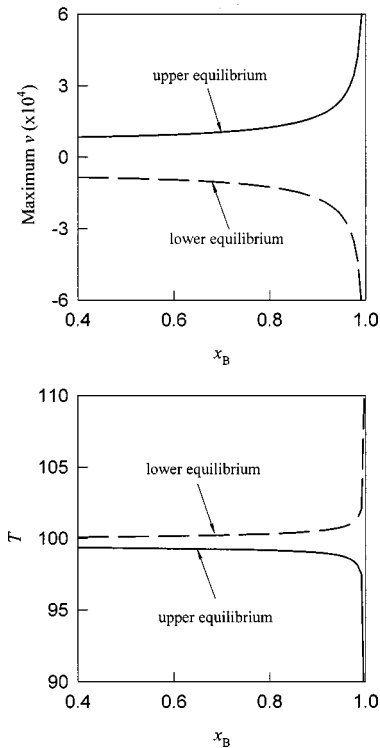 6
3
0
-3
-6
Maximum v (x10⁴)
upper equilibrium
lower equilibrium
0.4 0.6 0.8 1.0
x_B
110
105
100
95
90
T
lower equilibrium
upper equilibrium
0.4 0.6 0.8 1.0
x_B